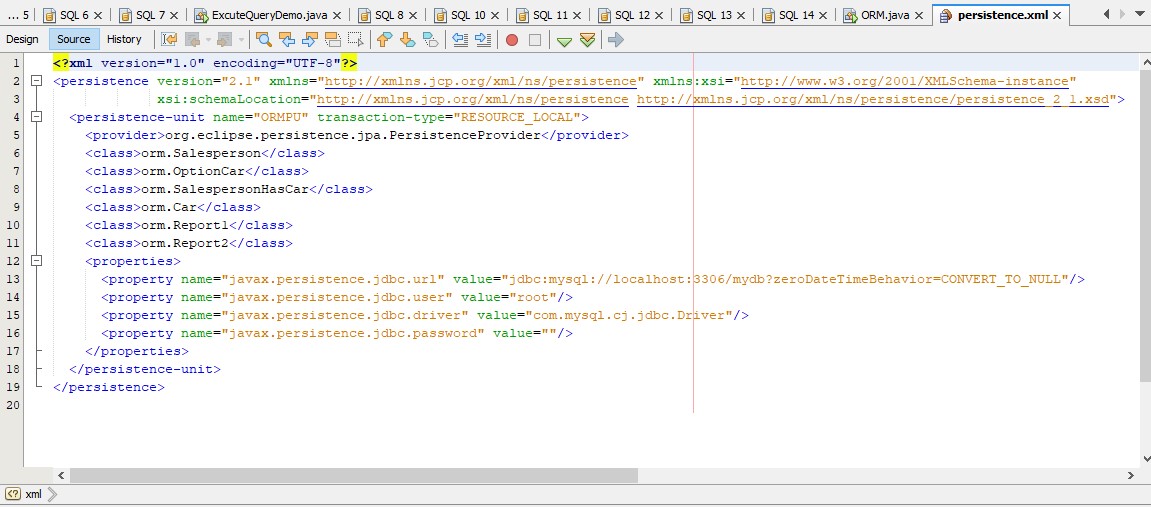 ... 5 SQL 6 SQL 7 ExcuteQueryDemo.java SQL 8 SQL 10 SQL 11 SQL 12 SQL 13 SQL 14 ORM.java persistence.xml
Design Source History
1 <?xml version="1.0" encoding="UTF-8"?>
2 <persistence version="2.1" xmlns="http://xmlns.jcp.org/xml/ns/persistence" xmlns:xsi="http://www.w3.org/2001/XMLSchema-instance"
3 xsi:schemaLocation="http://xmlns.jcp.org/xml/ns/persistence http://xmlns.jcp.org/xml/ns/persistence/persistence_2_1.xsd">
4 <persistence-unit name="ORMPU" transaction-type="RESOURCE_LOCAL">
5 <provider>org.eclipse.persistence.jpa.PersistenceProvider</provider>
6 <class>orm.Salesperson</class>
7 <class>orm.OptionCar</class>
8 <class>orm.SalespersonHasCar</class>
9 <class>orm.Car</class>
10 <class>orm.Report1</class>
11 <class>orm.Report2</class>
12 <properties>
13 <property name="javax.persistence.jdbc.url" value="jdbc:mysql://localhost:3306/mydb?zeroDateTimeBehavior=CONVERT_TO_NULL"/>
14 <property name="javax.persistence.jdbc.user" value="root"/>
15 <property name="javax.persistence.jdbc.driver" value="com.mysql.cj.jdbc.Driver"/>
16 <property name="javax.persistence.jdbc.password" value=""/>
17 </properties>
18 </persistence-unit>
19 </persistence>
20
xml